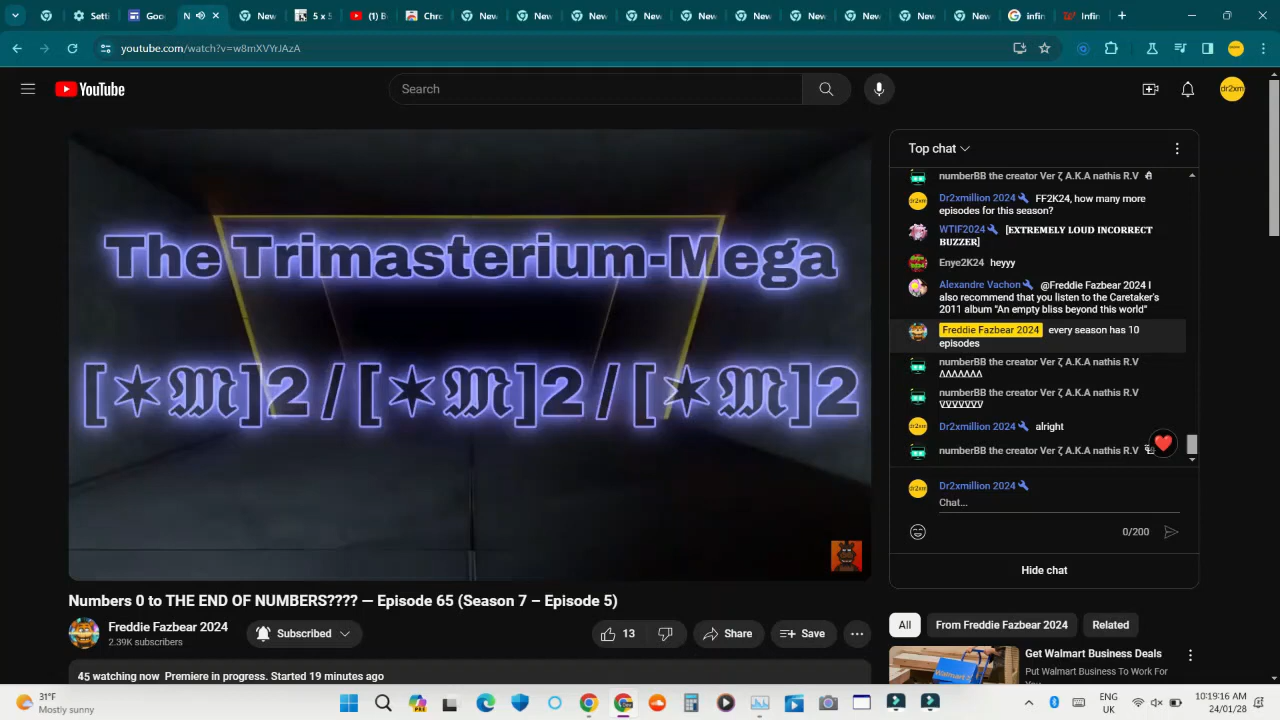 Setti
Goo
N
New
5 x 5
(1) B
Chr
New
New
New
New
New
New
New
New
New
New
infin
Infin
youtube.com/watch?v=w8mXVYrJAzA
YouTube
Search
dr2xm
The Trimasterium-Mega
[✶𝔐]2/[✶𝔐]2/[✶𝔐]2
Numbers 0 to THE END OF NUMBERS???? — Episode 65 (Season 7 – Episode 5)
Freddie Fazbear 2024
2.39K subscribers
Subscribed
13
Share
Save
45 watching now Premiere in progress. Started 19 minutes ago
Top chat
numberBB the creator Ver ζ A.K.A nathis R.V
Dr2xmillion 2024 FF2K24, how many more
episodes for this season?
WTIF2024 [𝐄𝐗𝐓𝐑𝐄𝐌𝐄𝐋𝐘 𝐋𝐎𝐔𝐃 𝐈𝐍𝐂𝐎𝐑𝐑𝐄𝐂𝐓
𝐁𝐔𝐙𝐙𝐄𝐑]
Enye2K24 heyyy
Alexandre Vachon @Freddie Fazbear 2024 I
also recommend that you listen to the Caretaker's
2011 album "An empty bliss beyond this world"
Freddie Fazbear 2024 every season has 10
episodes
numberBB the creator Ver ζ A.K.A nathis R.V
numberBB the creator Ver ζ A.K.A nathis R.V
Dr2xmillion 2024 alright
numberBB the creator Ver ζ A.K.A nathis R.V
Dr2xmillion 2024
Chat...
0/200
Hide chat
All
From Freddie Fazbear 2024
Related
Get Walmart Business Deals
Put Walmart Business To Work For
31°F
Mostly sunny
ENG
UK
10:19:16 AM
24/01/28